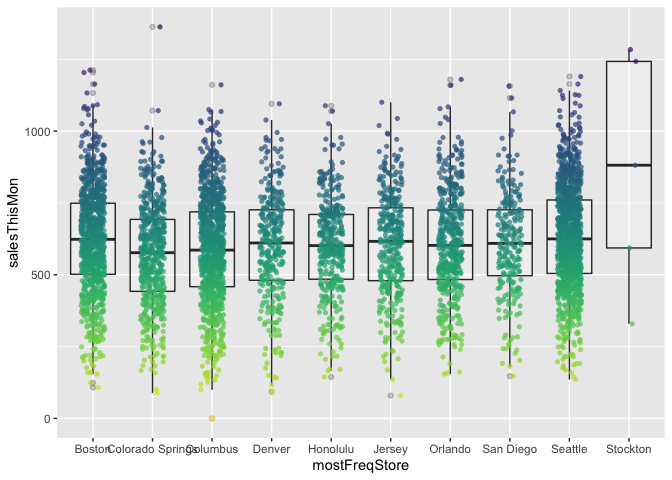 1000
500
0
salesThisMon
Boston Colorado Springs Columbus Denver Honolulu Jersey Orlando San Diego Seattle Stockton
mostFreqStore